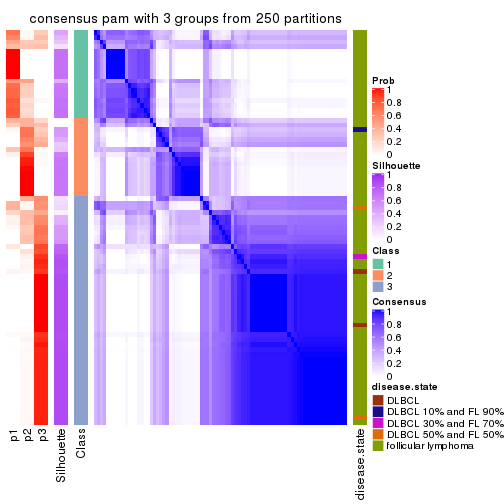 consensus pam with 3 groups from 250 partitions
Prob
1
0.8
0.6
0.4
0.2
0
Silhouette
1
0.8
0.6
0.4
0.2
0
Class
1
2
3
Consensus
1
0.8
0.6
0.4
0.2
0
disease.state
DLBCL
DLBCL 10% and FL 90%
DLBCL 30% and FL 70%
DLBCL 50% and FL 50%
follicular lymphoma
p1
p2
p3
Silhouette
Class
disease.state